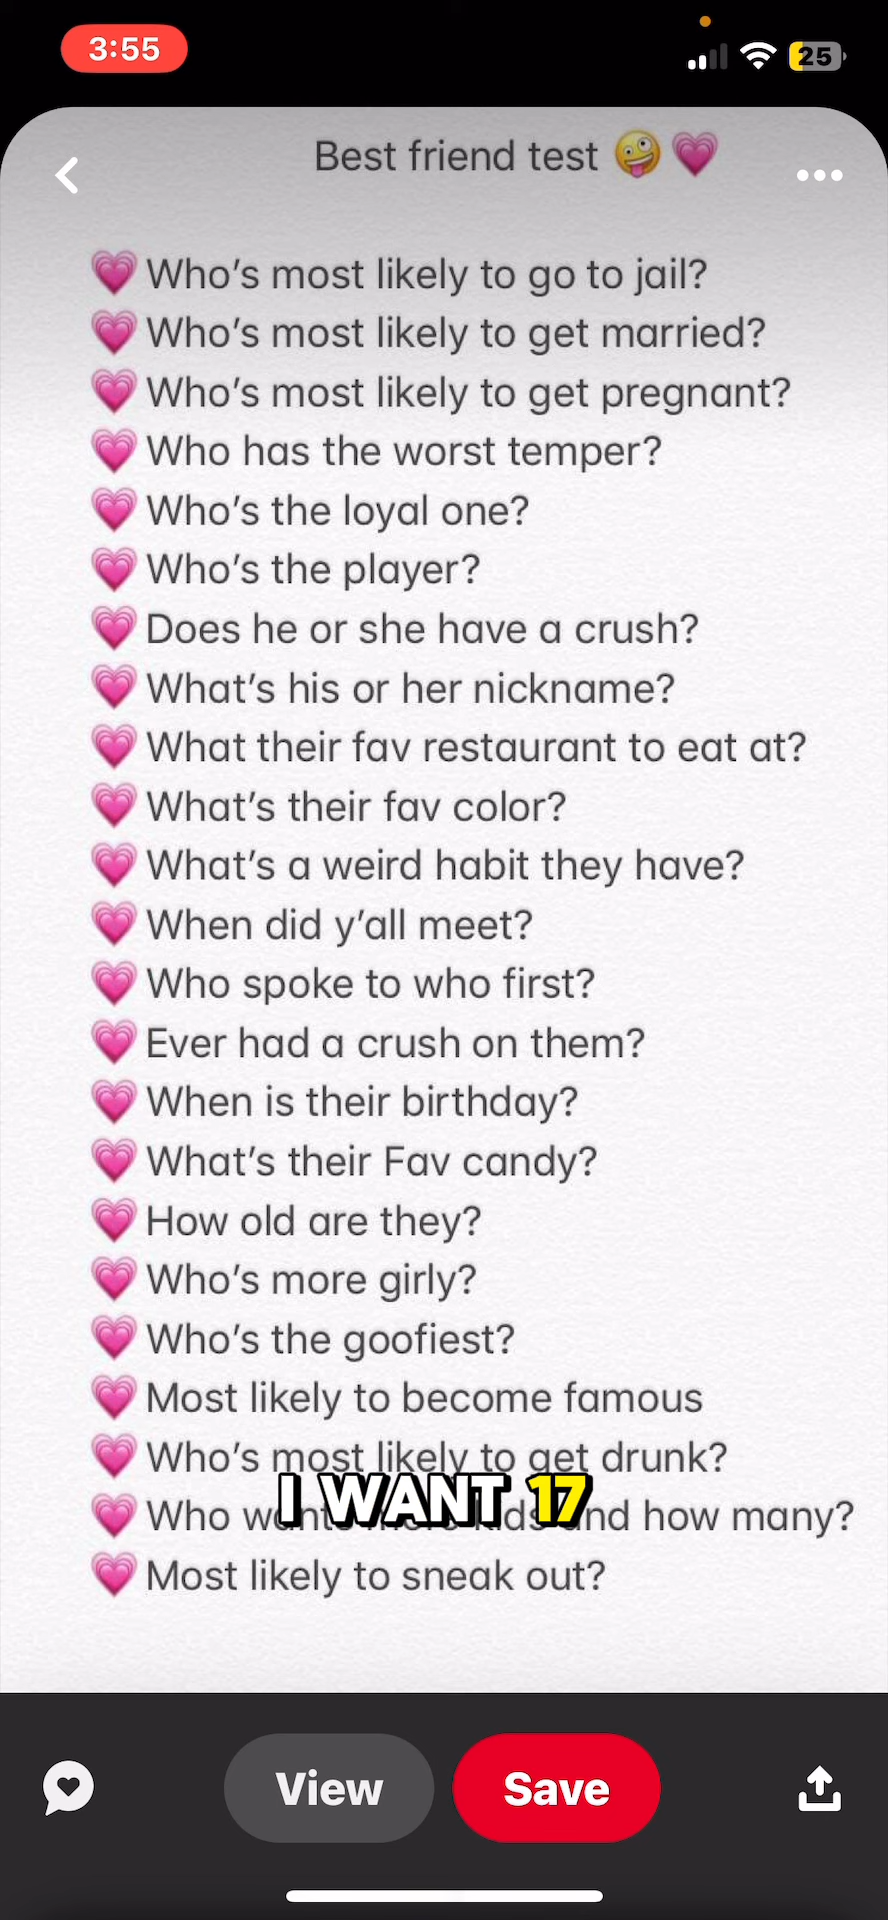 3:55
25
Best friend test 🤪 💗
💗 Who's most likely to go to jail?
💗 Who's most likely to get married?
💗 Who's most likely to get pregnant?
💗 Who has the worst temper?
💗 Who's the loyal one?
💗 Who's the player?
💗 Does he or she have a crush?
💗 What's his or her nickname?
💗 What their fav restaurant to eat at?
💗 What's their fav color?
💗 What's a weird habit they have?
💗 When did y'all meet?
💗 Who spoke to who first?
💗 Ever had a crush on them?
💗 When is their birthday?
💗 What's their Fav candy?
💗 How old are they?
💗 Who's more girly?
💗 Who's the goofiest?
💗 Most likely to become famous
💗 Who's most likely to get drunk?
I WANT 17
💗 Who wants more kids and how many?
💗 Most likely to sneak out?
View
Save